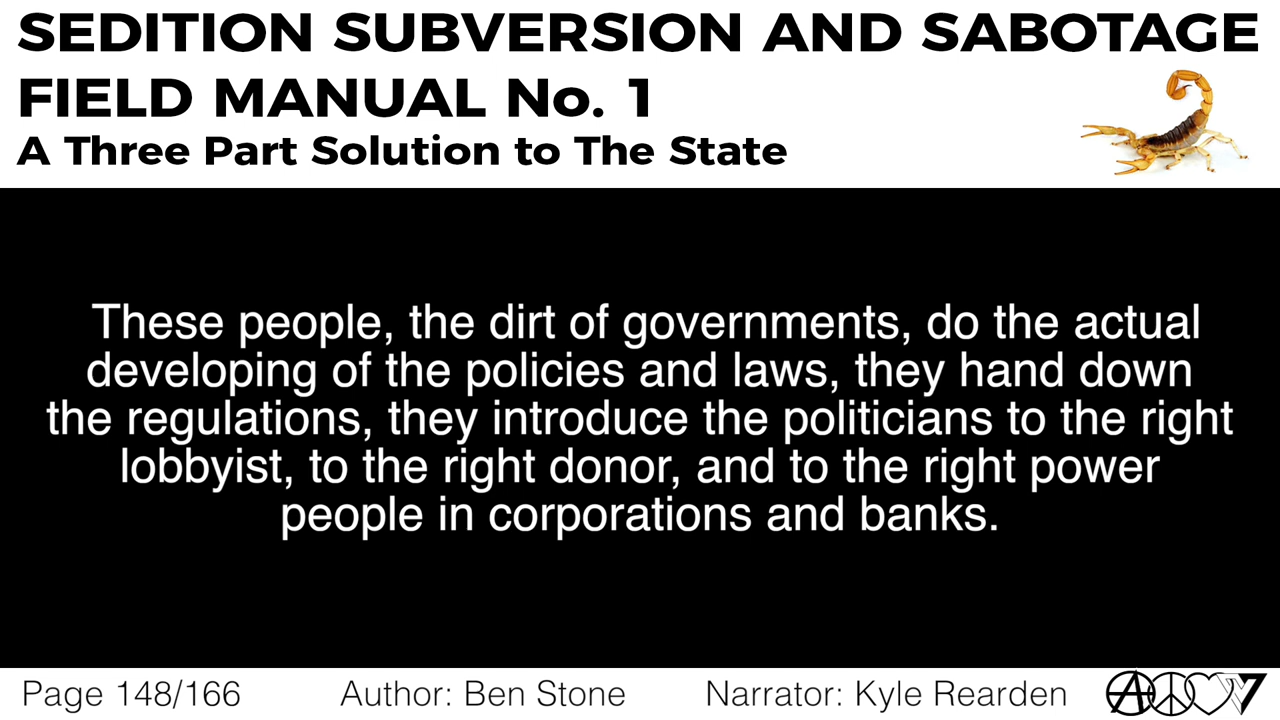 SEDITION SUBVERSION AND SABOTAGE
FIELD MANUAL No. 1
A Three Part Solution to The State
These people, the dirt of governments, do the actual
developing of the policies and laws, they hand down
the regulations, they introduce the politicians to the right
lobbyist, to the right donor, and to the right power
people in corporations and banks.
Page 148/166 Author: Ben Stone Narrator: Kyle Rearden